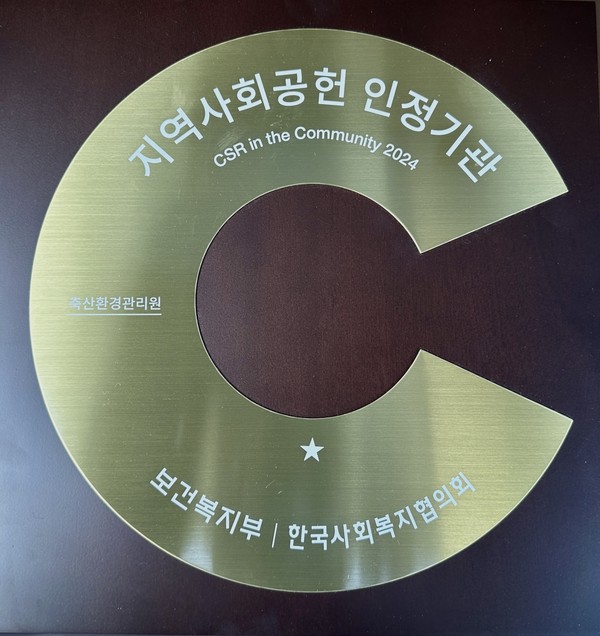 지역사회공헌 인정기관
CSR in the Community 2024
축산환경관리원
보건복지부 | 한국사회복지협의회